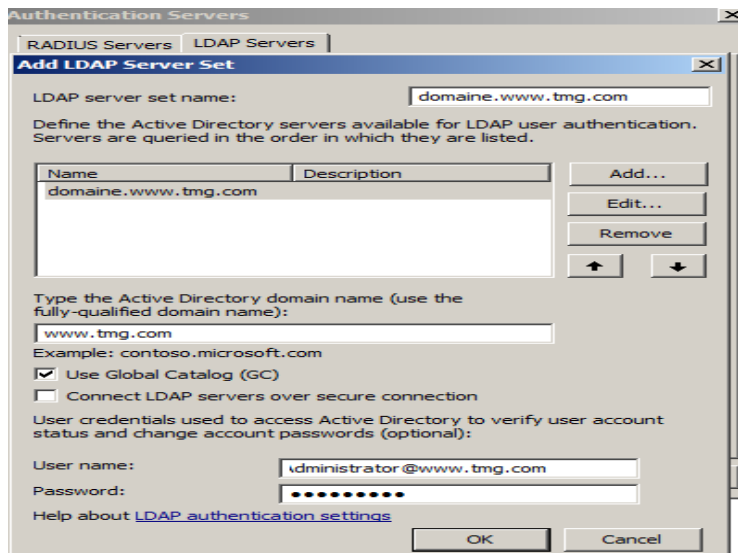 Authentication Servers
RADIUS Servers LDAP Servers
Add LDAP Server Set
LDAP server set name: domaine.www.tmg.com
Define the Active Directory servers available for LDAP user authentication.
Servers are queried in the order in which they are listed.
Name Description Add...
domaine.www.tmg.com
Edit...
Remove
Type the Active Directory domain name (use the
fully-qualified domain name):
www.tmg.com
Example: contoso.microsoft.com
Use Global Catalog (GC)
Connect LDAP servers over secure connection
User credentials used to access Active Directory to verify user account
status and change account passwords (optional):
User name: Administrator@www.tmg.com
Password: ●●●●●●●●●
Help about LDAP authentication settings
OK Cancel